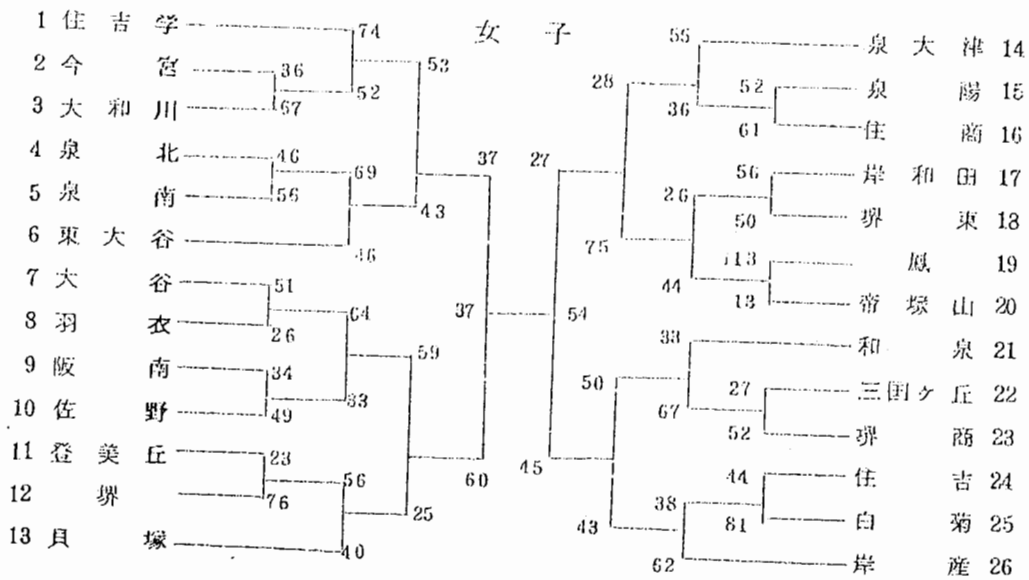 女子
1 住吉学 74
2 今宮 36
53
52
3 大和川 67
4 泉北 46
69
37
5 泉南 56
43
6 東大谷 46
7 大谷 51
64
37
8 羽衣 26
59
9 阪南 34
33
10 佐野 49
11 登美丘 23
56
60
12 堺 76
25
13 貝塚 40
55 泉大津 14
28
52 泉陽 15
36
61 住商 16
27
56 岸和田 17
26
50 堺東 18
75
113 鳳 19
44
13 帝塚山 20
54
33 和泉 21
50
27 三国ヶ丘 22
67
52 堺商 23
45
44 住吉 24
38
81 白菊 25
43
62 岸産 26